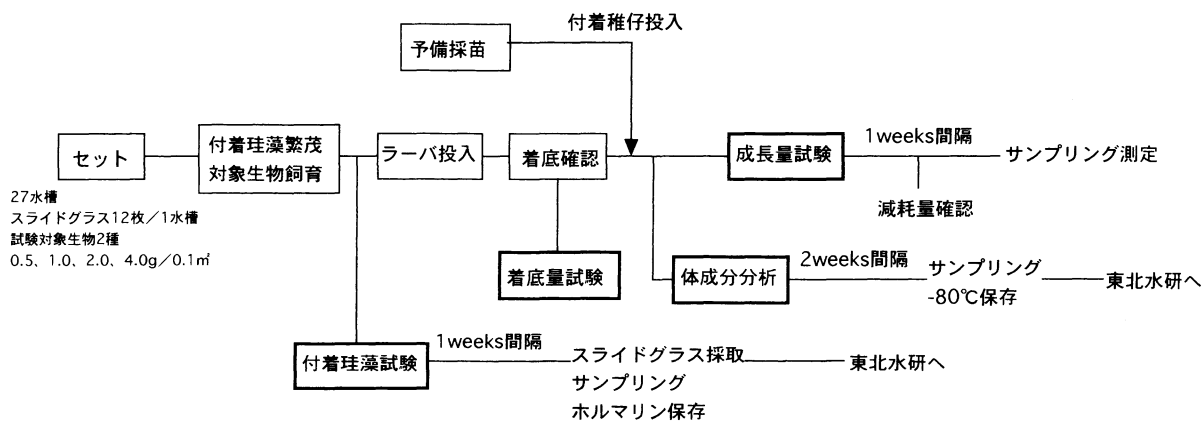 付着稚仔投入
予備採苗
セット
付着珪藻繁茂
対象生物飼育
ラーバ投入
着底確認
成長量試験
1weeks間隔
サンプリング測定
減耗量確認
27水槽
スライドグラス12枚／1水槽
試験対象生物2種
0.5、1.0、2.0、4.0g／0.1㎡
着底量試験
体成分分析
2weeks間隔
サンプリング
-80℃保存
東北水研へ
付着珪藻試験
1weeks間隔
スライドグラス採取
サンプリング
ホルマリン保存
東北水研へ